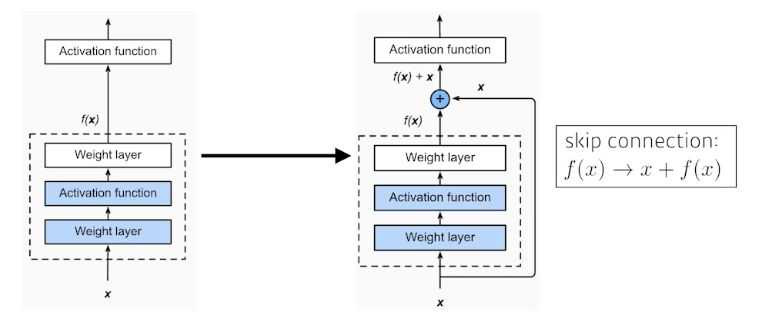 Activation function
f(x)
Weight layer
Activation function
Weight layer
x
Activation function
f(x) + x
x
+
f(x)
Weight layer
Activation function
Weight layer
x
skip connection:
f(x) → x + f(x)